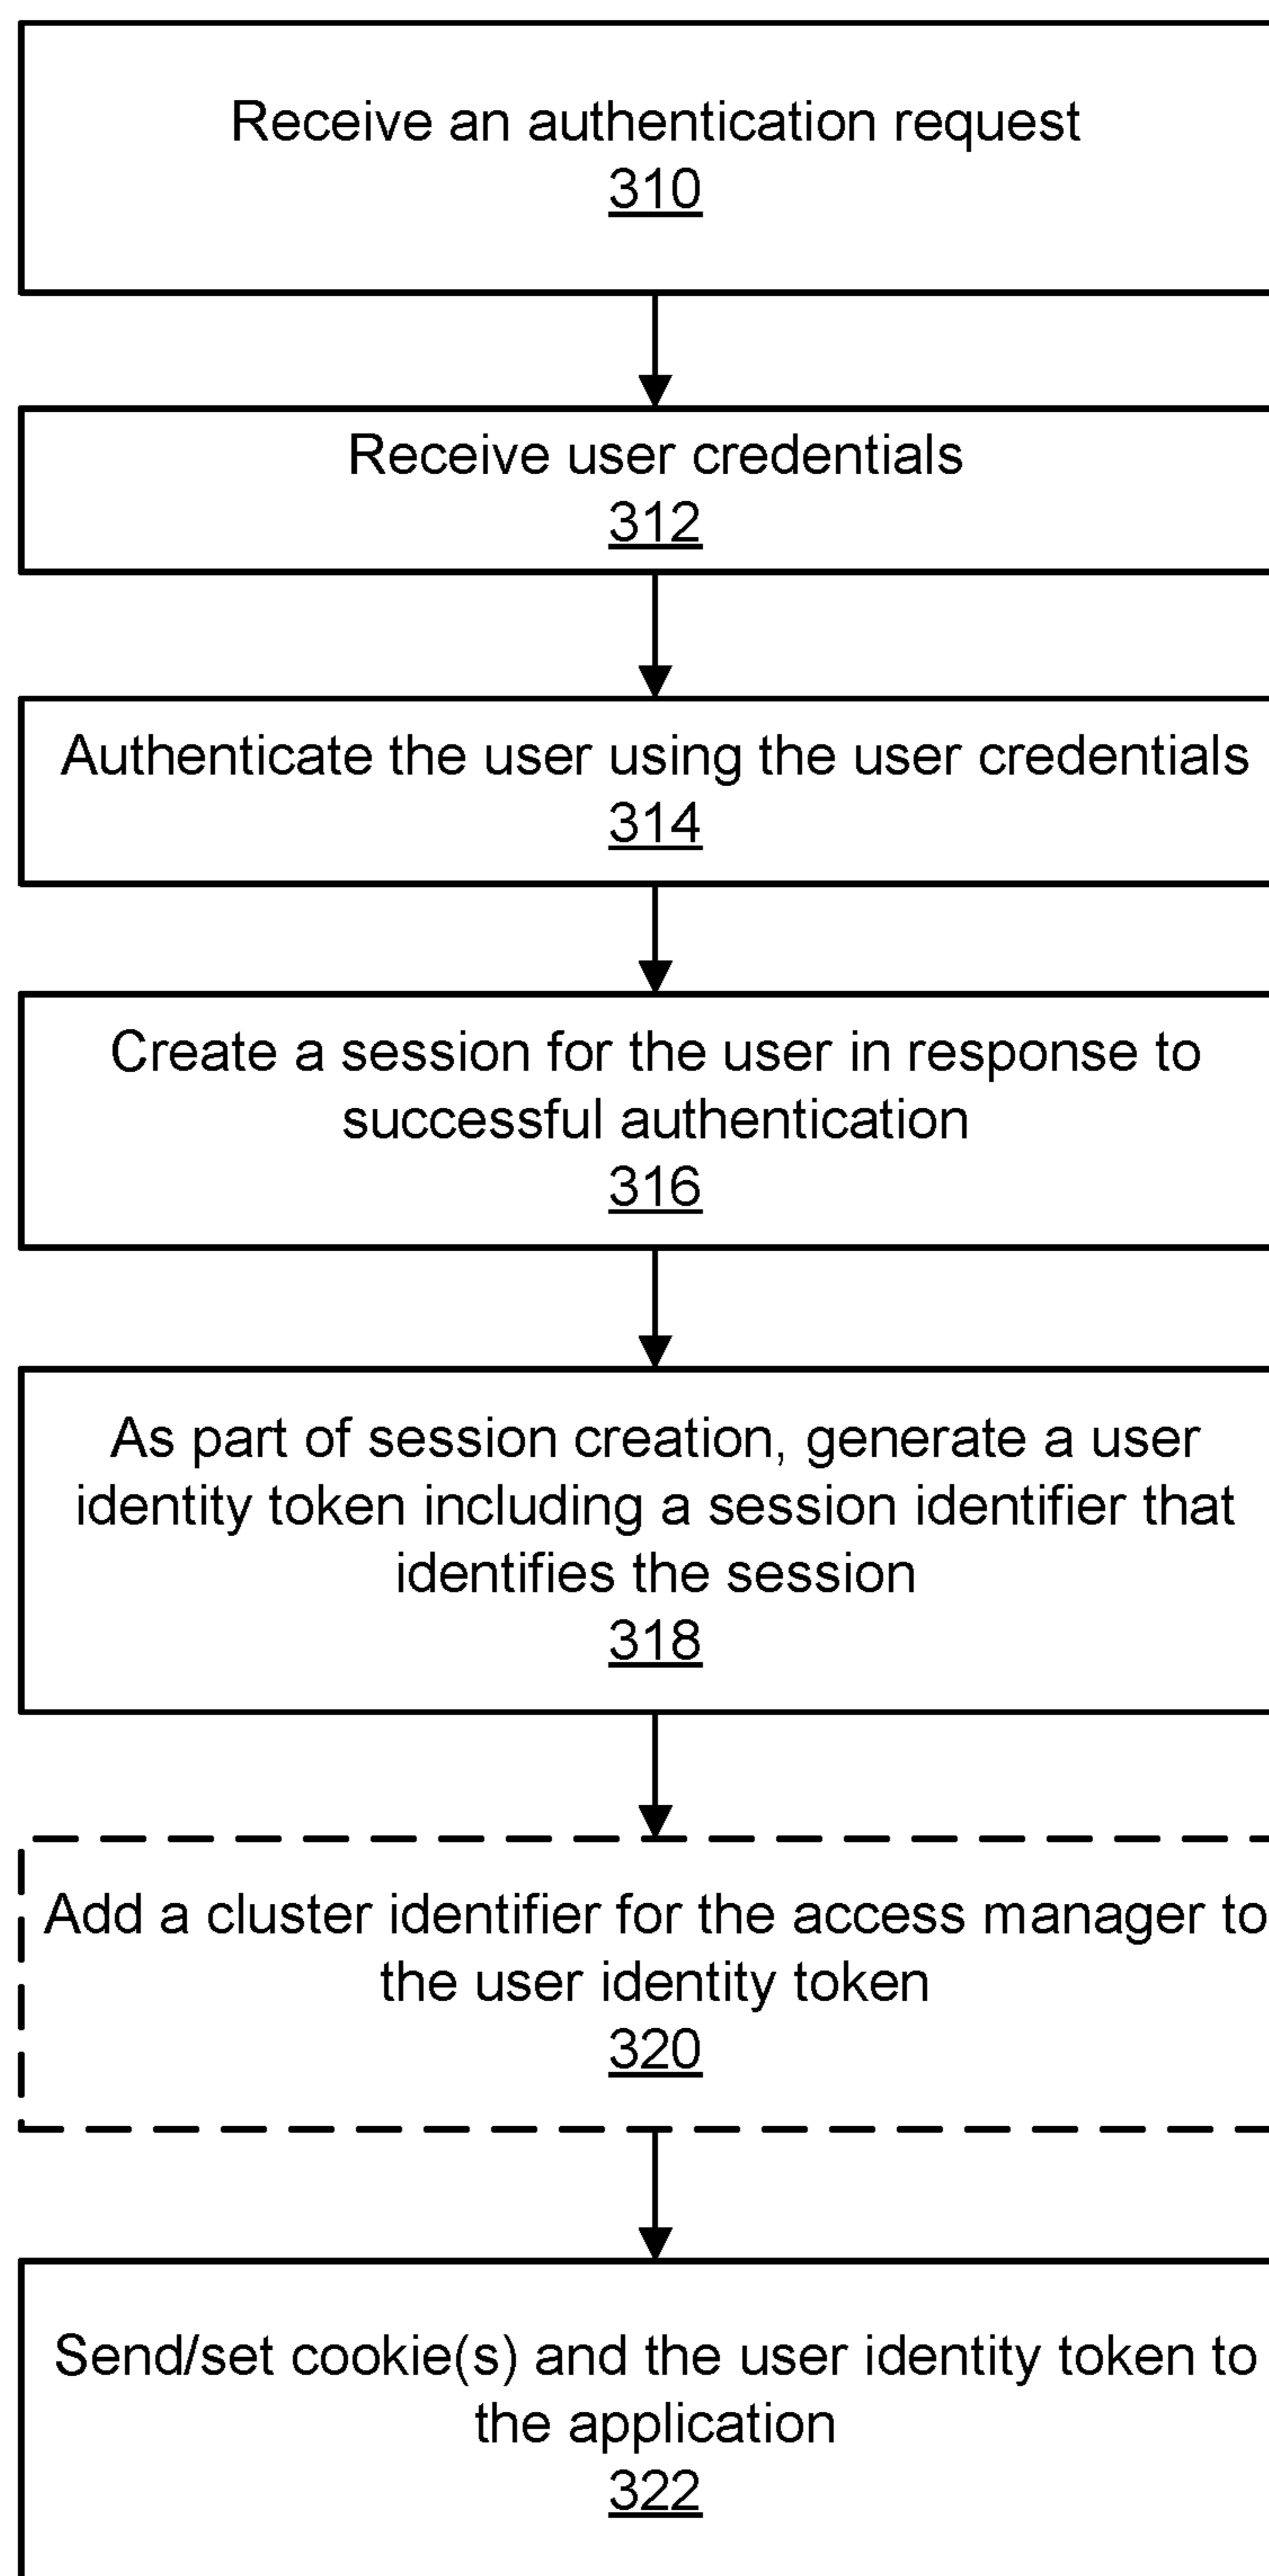 Receive an authentication request
310
Receive user credentials
312
Authenticate the user using the user credentials
314
Create a session for the user in response to
successful authentication
316
As part of session creation, generate a user
identity token including a session identifier that
identifies the session
318
Add a cluster identifier for the access manager to
the user identity token
320
Send/set cookie(s) and the user identity token to
the application
322